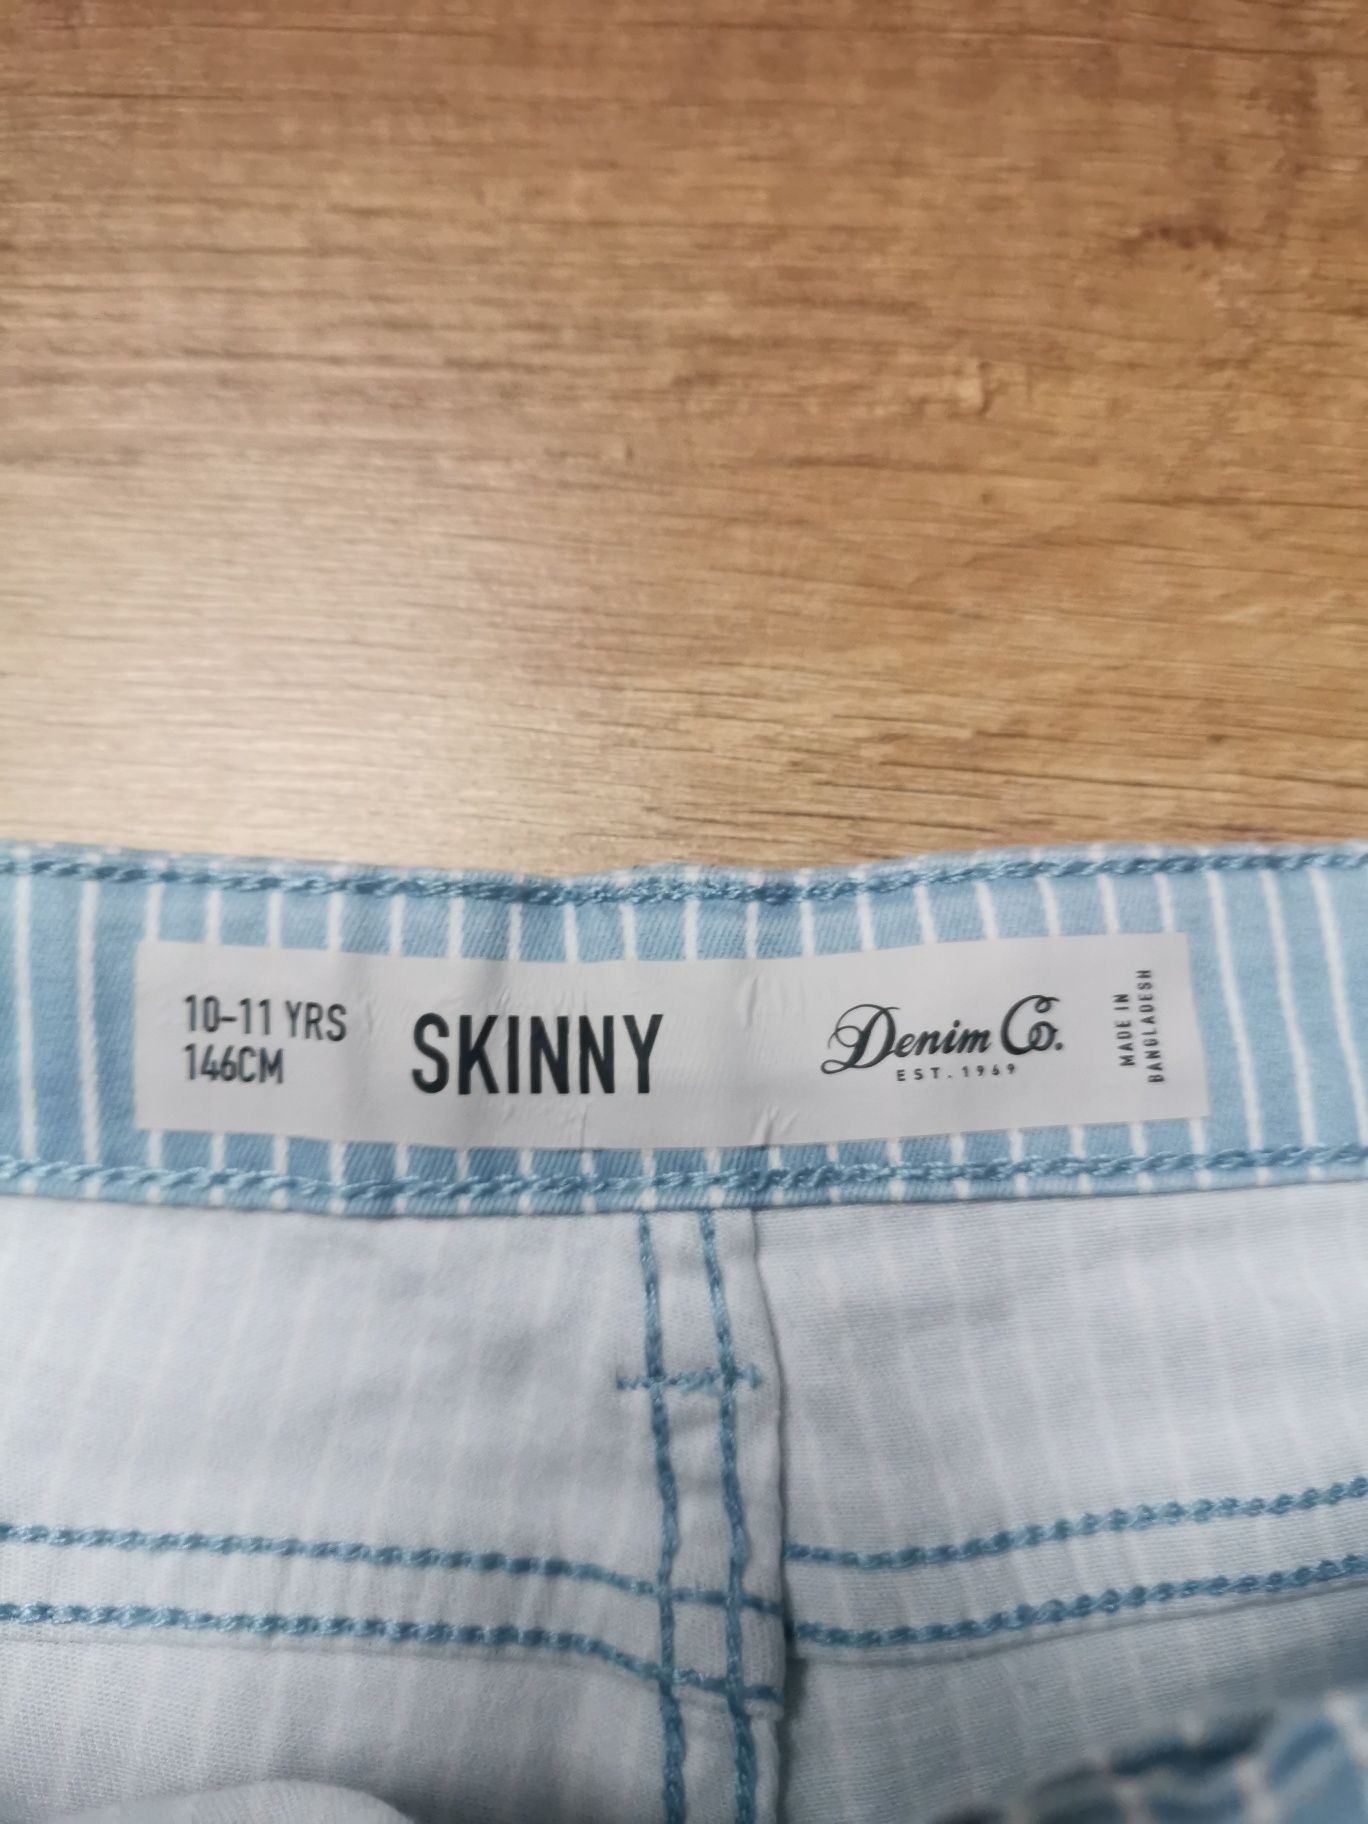 10-11 YRS
146CM
SKINNY
Denim Co.
EST. 1969
MADE IN
BANGLADESH